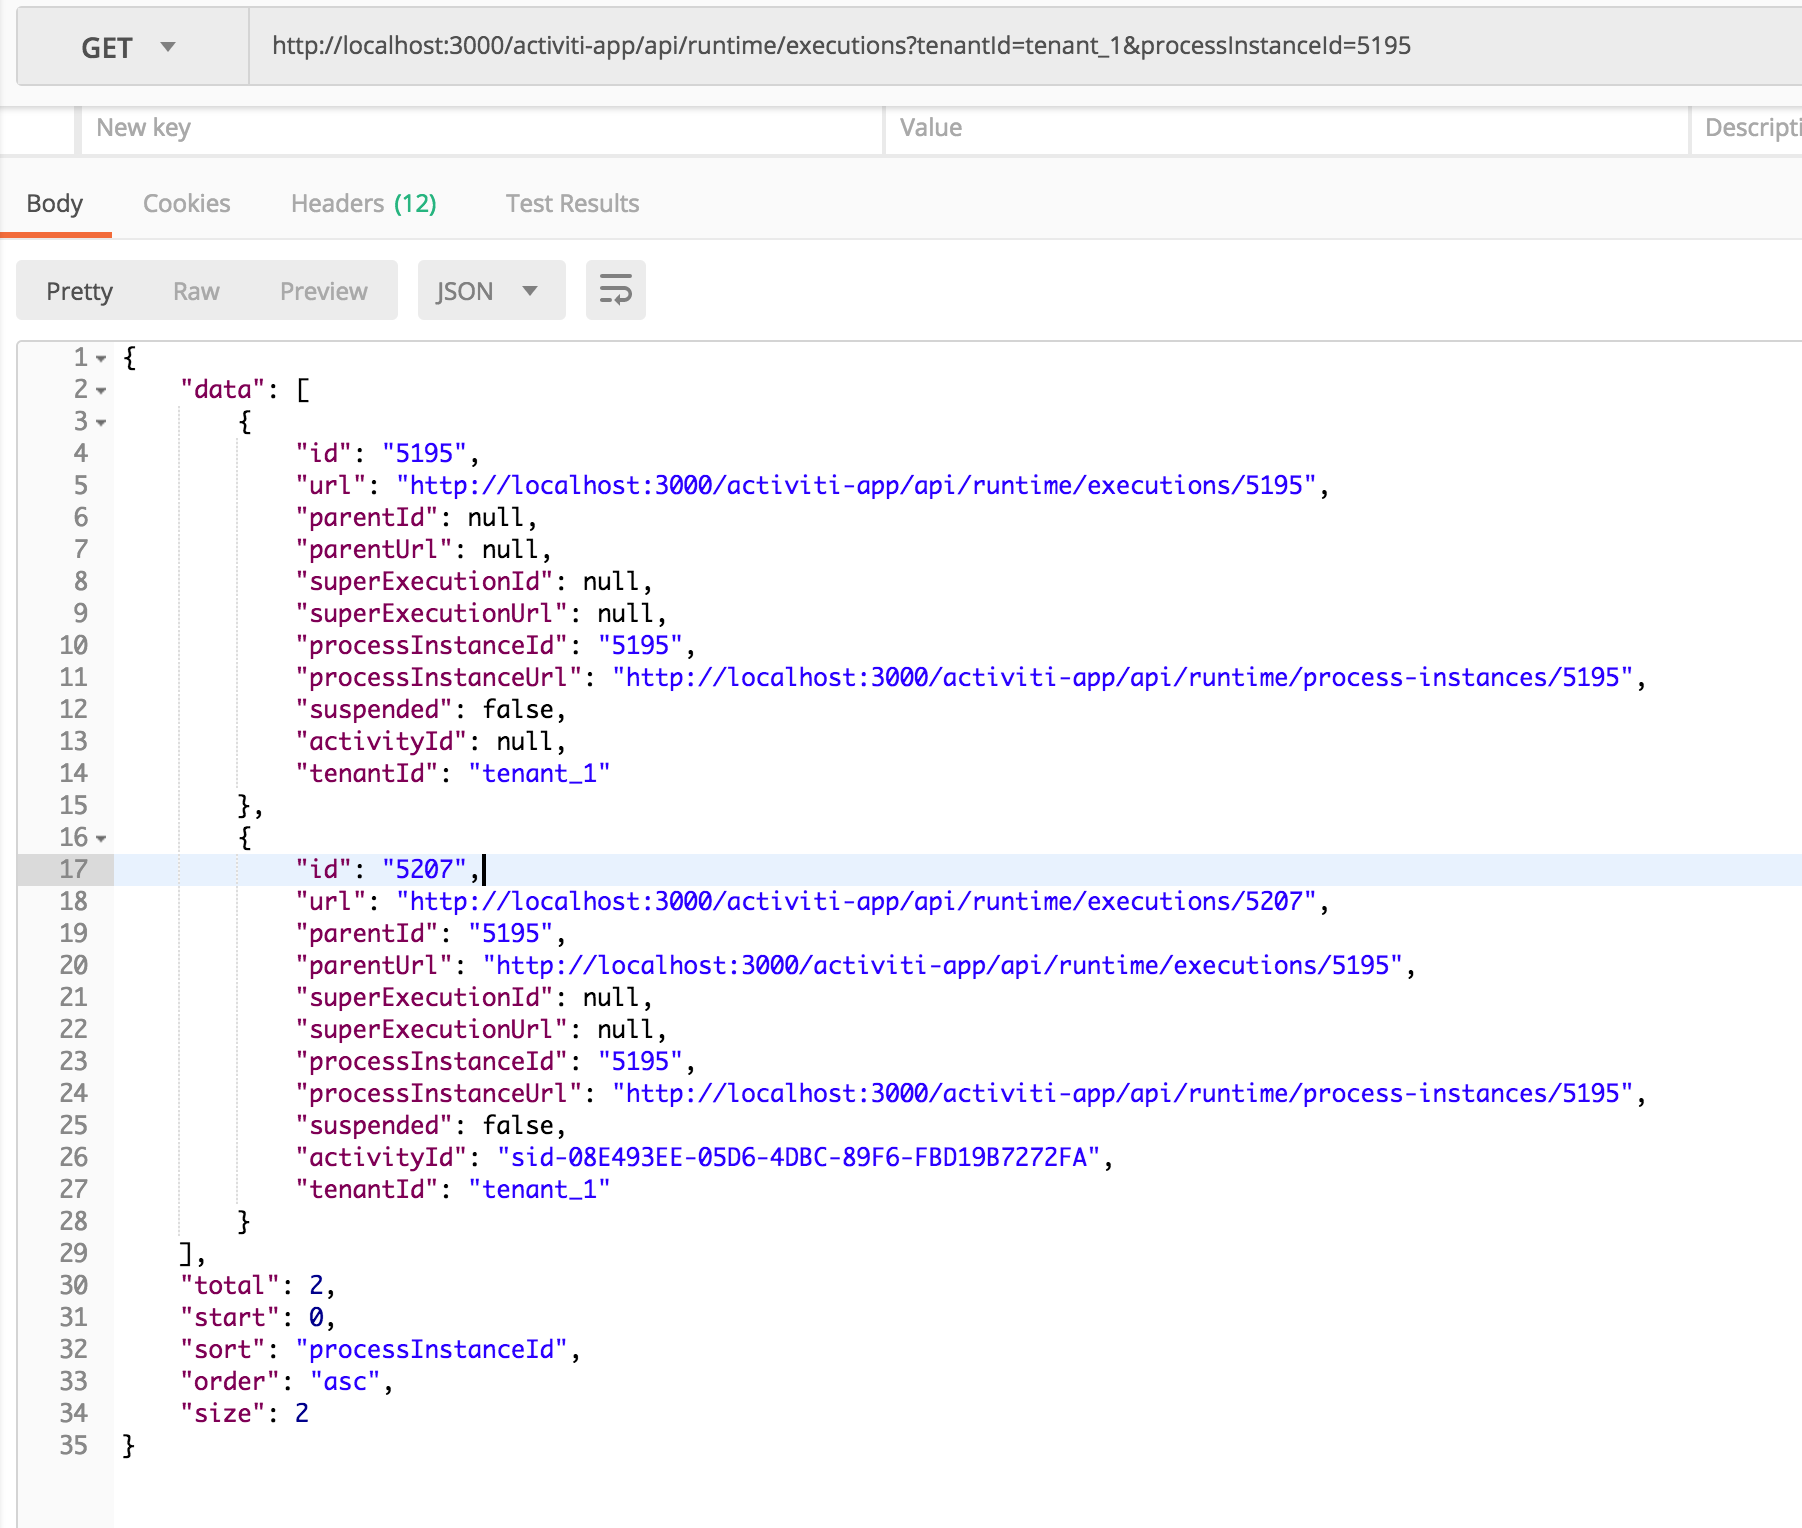 GET http://localhost:3000/activiti-app/api/runtime/executions?tenantId=tenant_1&processInstanceId=5195
New key Value Descripti
Body Cookies Headers (12) Test Results
Pretty Raw Preview JSON
1 {
2 "data": [
3 {
4 "id": "5195",
5 "url": "http://localhost:3000/activiti-app/api/runtime/executions/5195",
6 "parentId": null,
7 "parentUrl": null,
8 "superExecutionId": null,
9 "superExecutionUrl": null,
10 "processInstanceId": "5195",
11 "processInstanceUrl": "http://localhost:3000/activiti-app/api/runtime/process-instances/5195",
12 "suspended": false,
13 "activityId": null,
14 "tenantId": "tenant_1"
15 },
16 {
17 "id": "5207",
18 "url": "http://localhost:3000/activiti-app/api/runtime/executions/5207",
19 "parentId": "5195",
20 "parentUrl": "http://localhost:3000/activiti-app/api/runtime/executions/5195",
21 "superExecutionId": null,
22 "superExecutionUrl": null,
23 "processInstanceId": "5195",
24 "processInstanceUrl": "http://localhost:3000/activiti-app/api/runtime/process-instances/5195",
25 "suspended": false,
26 "activityId": "sid-08E493EE-05D6-4DBC-89F6-FBD19B7272FA",
27 "tenantId": "tenant_1"
28 }
29 ],
30 "total": 2,
31 "start": 0,
32 "sort": "processInstanceId",
33 "order": "asc",
34 "size": 2
35 }